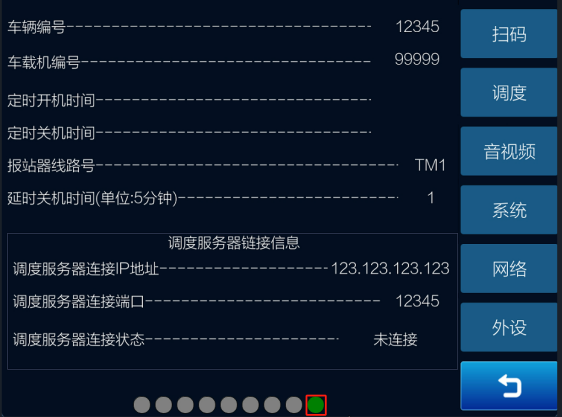 车辆编号 12345
车载机编号 99999
定时开机时间
定时关机时间
报站器线路号 TM1
延时关机时间(单位:5分钟) 1
调度服务器链接信息
调度服务器连接IP地址 123.123.123.123
调度服务器连接端口 12345
调度服务器连接状态 未连接
扫码
调度
音视频
系统
网络
外设